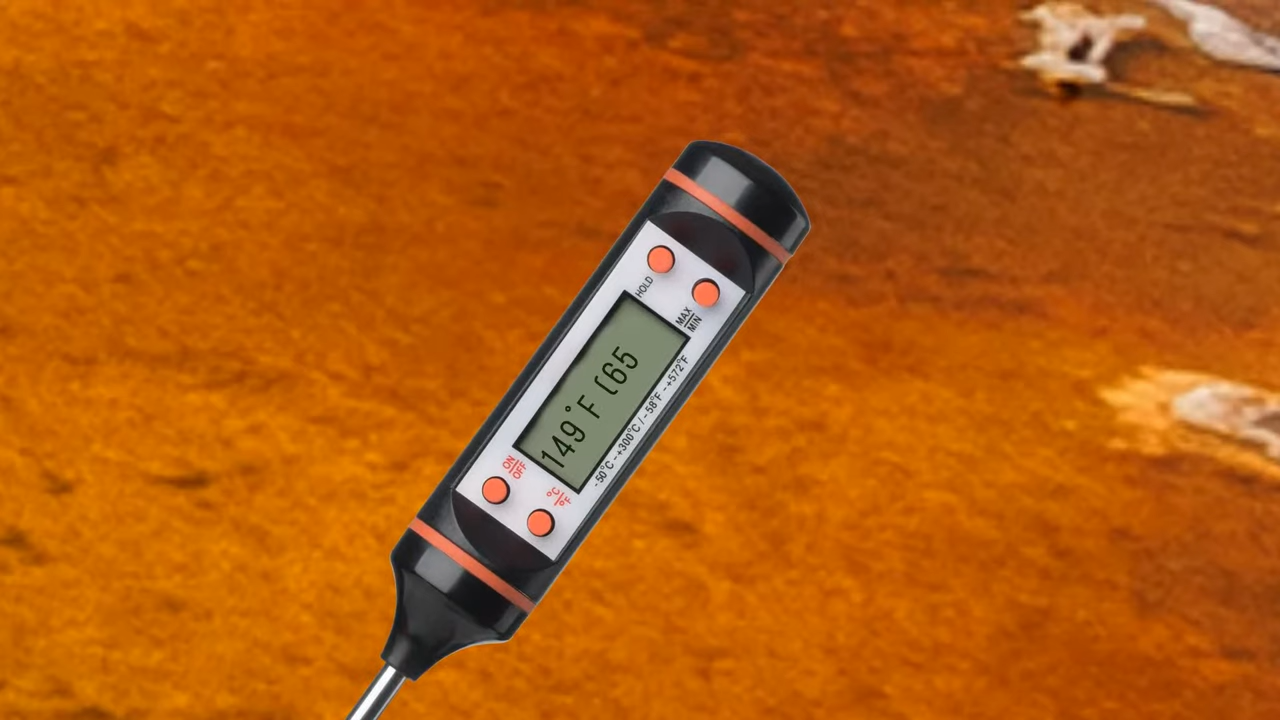 HOLD
MAX
MIN
149°F (65
-50°C~+300°C/-58°F~+572°F
ON
OFF
°C
°F